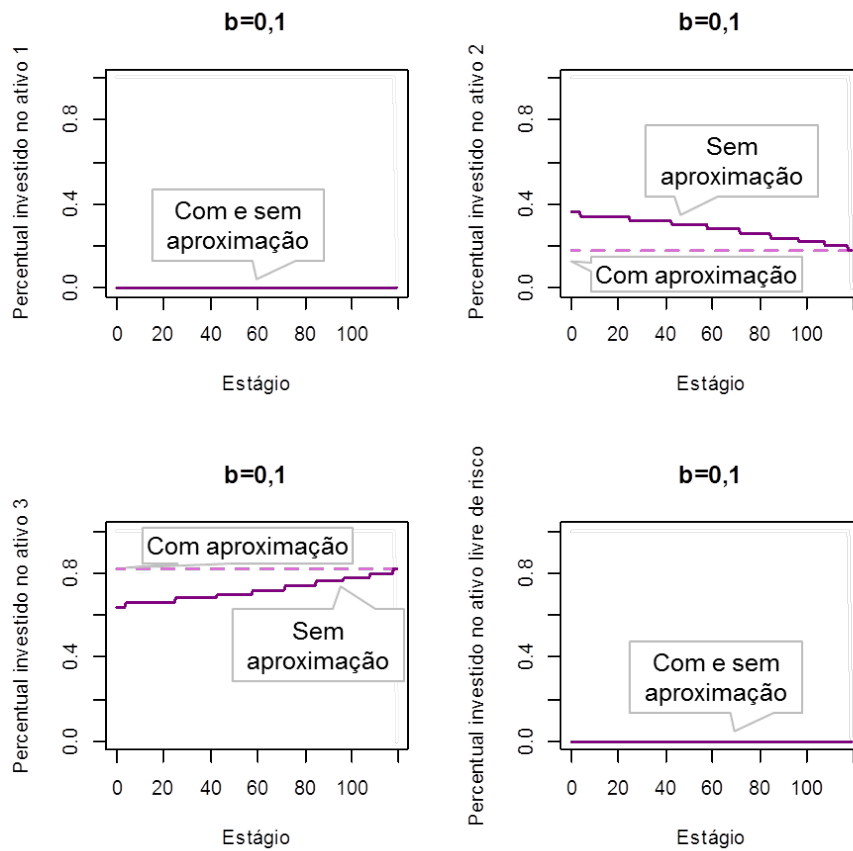 b=0,1
Percentual investido no ativo 1
0.0 0.4 0.8
Com e sem
aproximação
0 20 40 60 80 100
Estágio
b=0,1
Percentual investido no ativo 2
0.0 0.4 0.8
Sem
aproximação
Com aproximação
0 20 40 60 80 100
Estágio
b=0,1
Percentual investido no ativo 3
0.0 0.4 0.8
Com aproximação
Sem
aproximação
0 20 40 60 80 100
Estágio
b=0,1
Percentual investido no ativo livre de risco
0.0 0.4 0.8
Com e sem
aproximação
0 20 40 60 80 100
Estágio